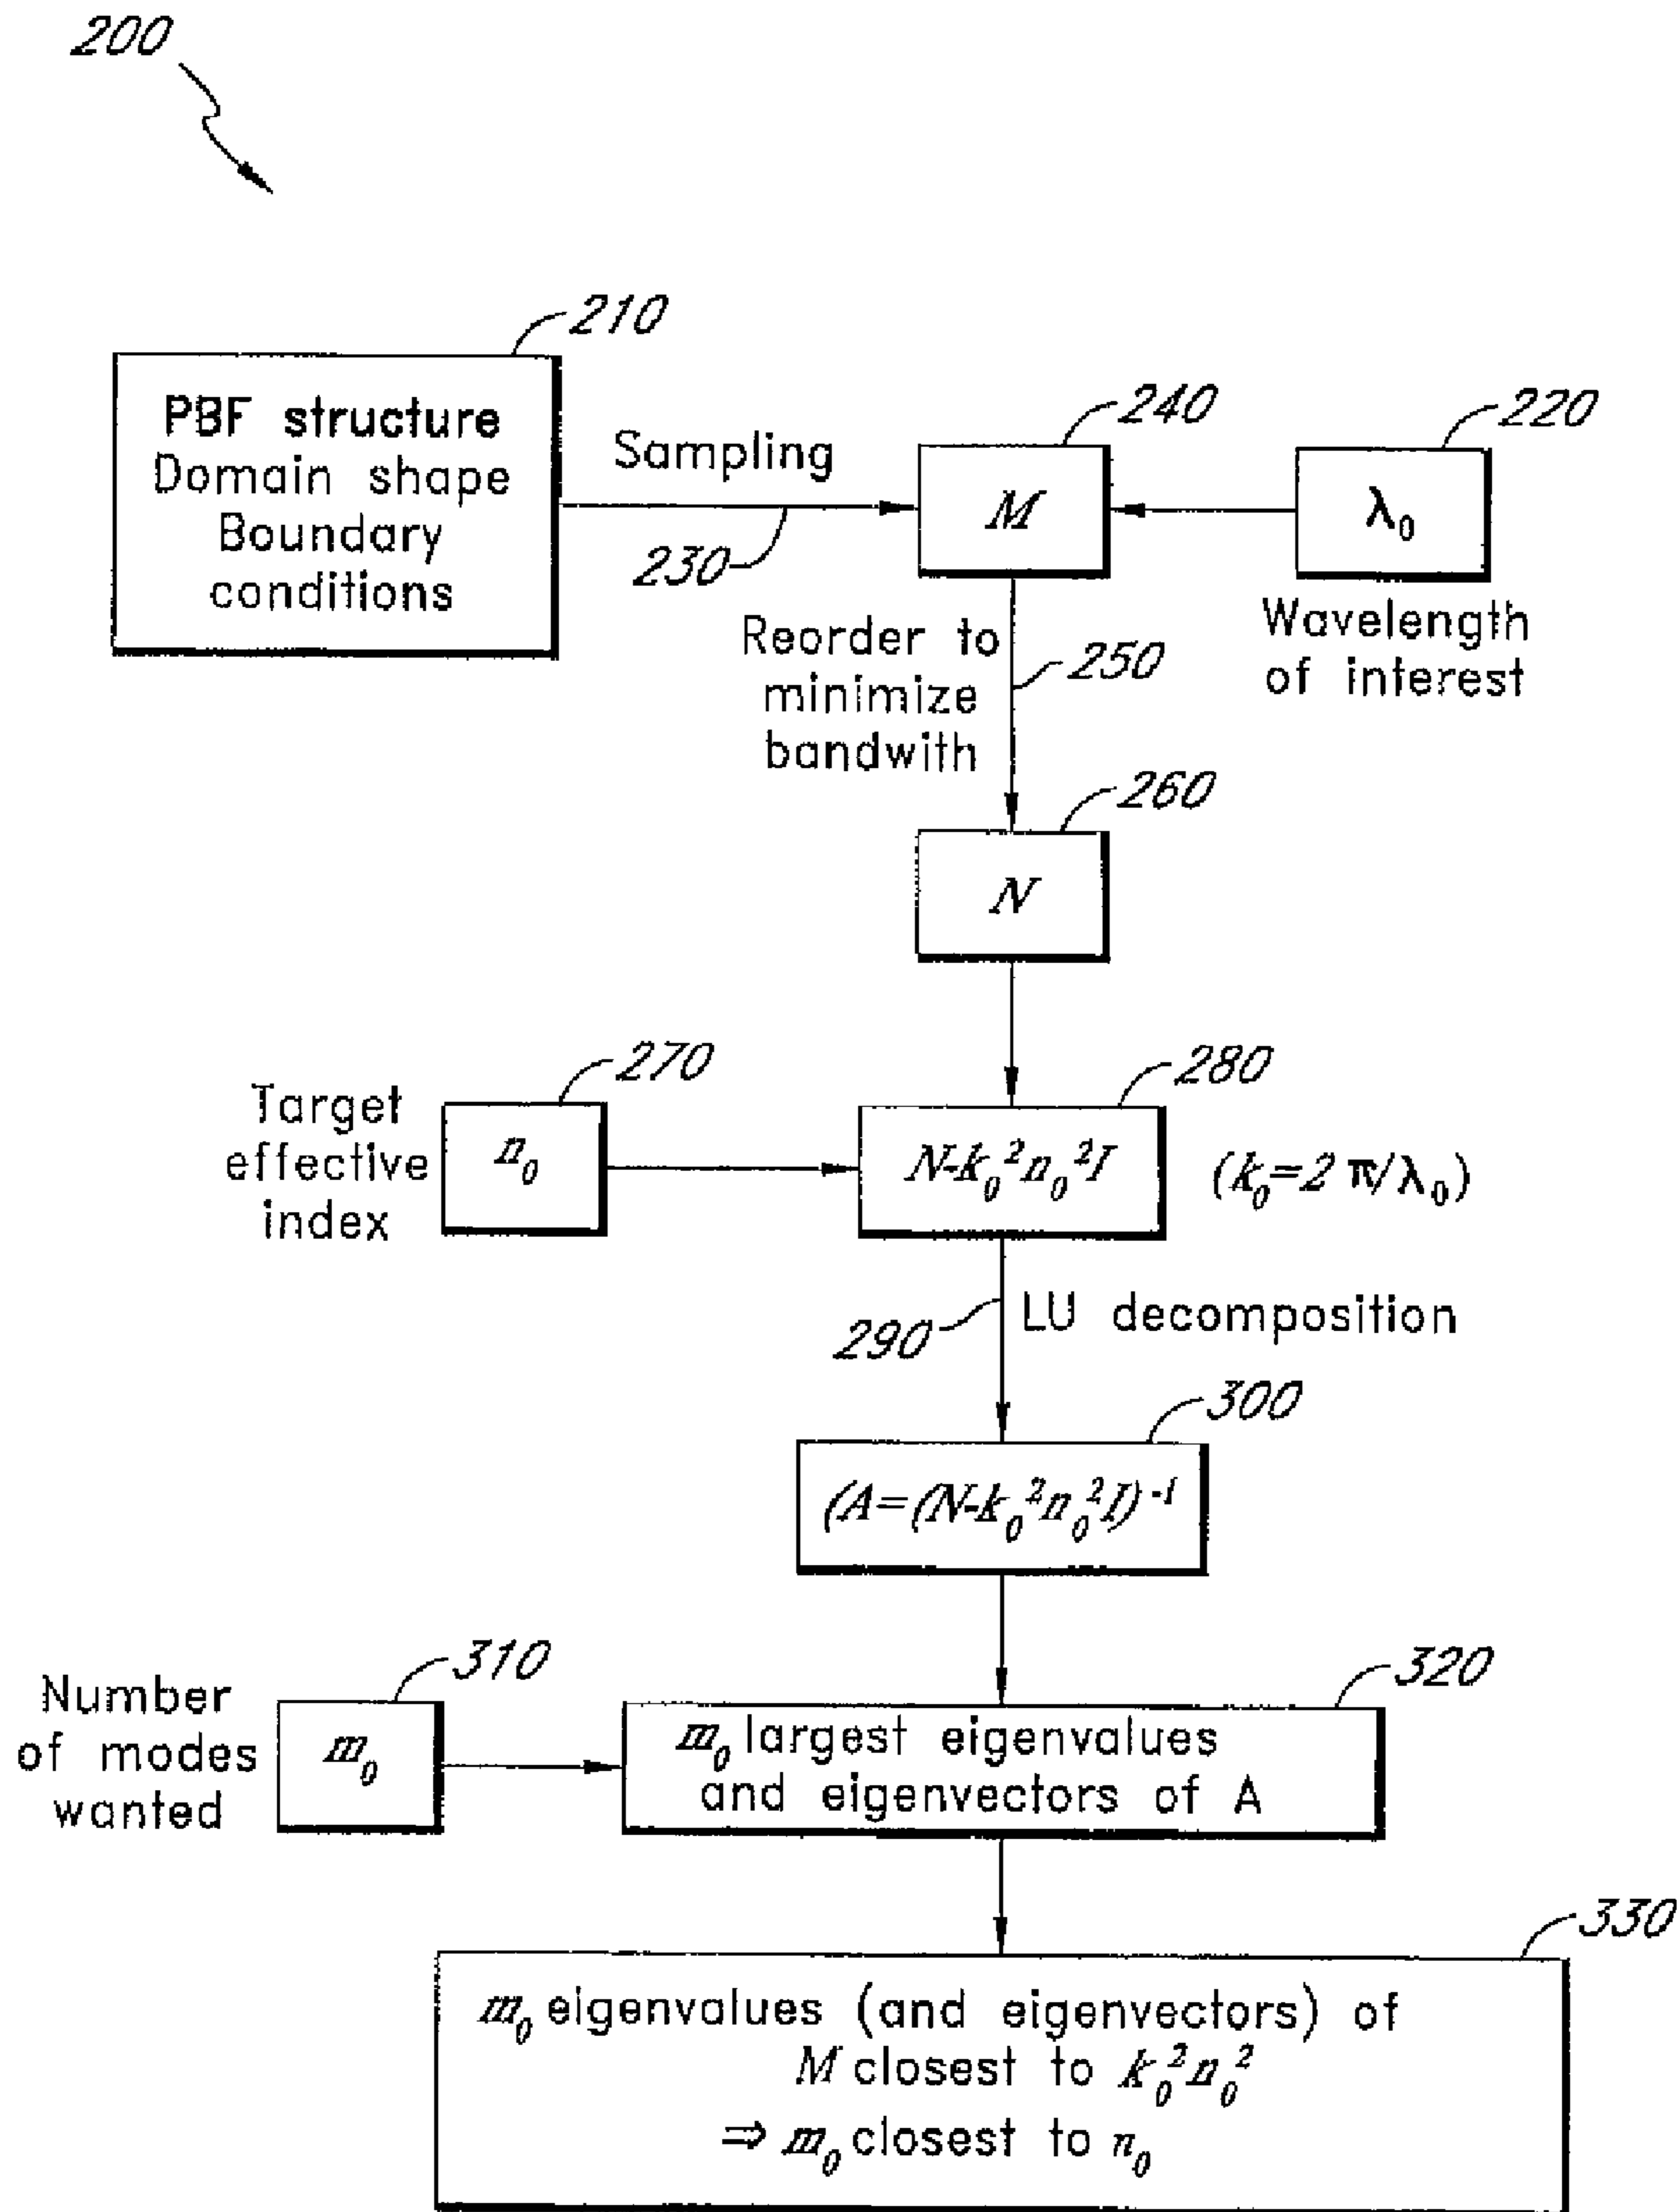 200
210
PBF structure
Domain shape
Boundary
conditions
Sampling
230
240
M
220
λ₀
Wavelength
of interest
Reorder to
minimize
bandwith
250
260
N
Target
effective
index
270
n₀
280
N-k₀²n₀²I
(k₀=2 π/λ₀)
290
LU decomposition
300
(A=(N-k₀²n₀²I)⁻¹
Number
of modes
wanted
310
m₀
320
m₀ largest eigenvalues
and eigenvectors of A
330
m₀ eigenvalues (and eigenvectors) of
M closest to k₀²n₀²
⇒ m₀ closest to n₀